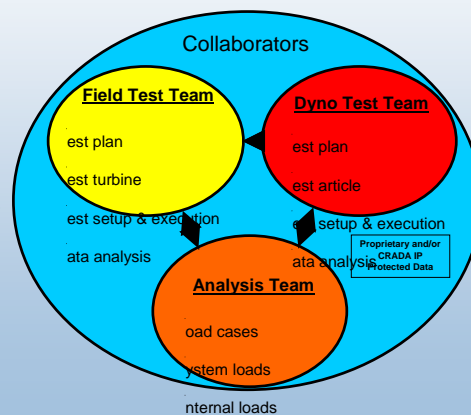 Collaborators
Field Test Team
est plan
est turbine
est setup & execution
ata analysis
Dyno Test Team
est plan
est article
est setup & execution
ata analysis
Proprietary and/or
CRADA IP
Protected Data
Analysis Team
oad cases
ystem loads
nternal loads